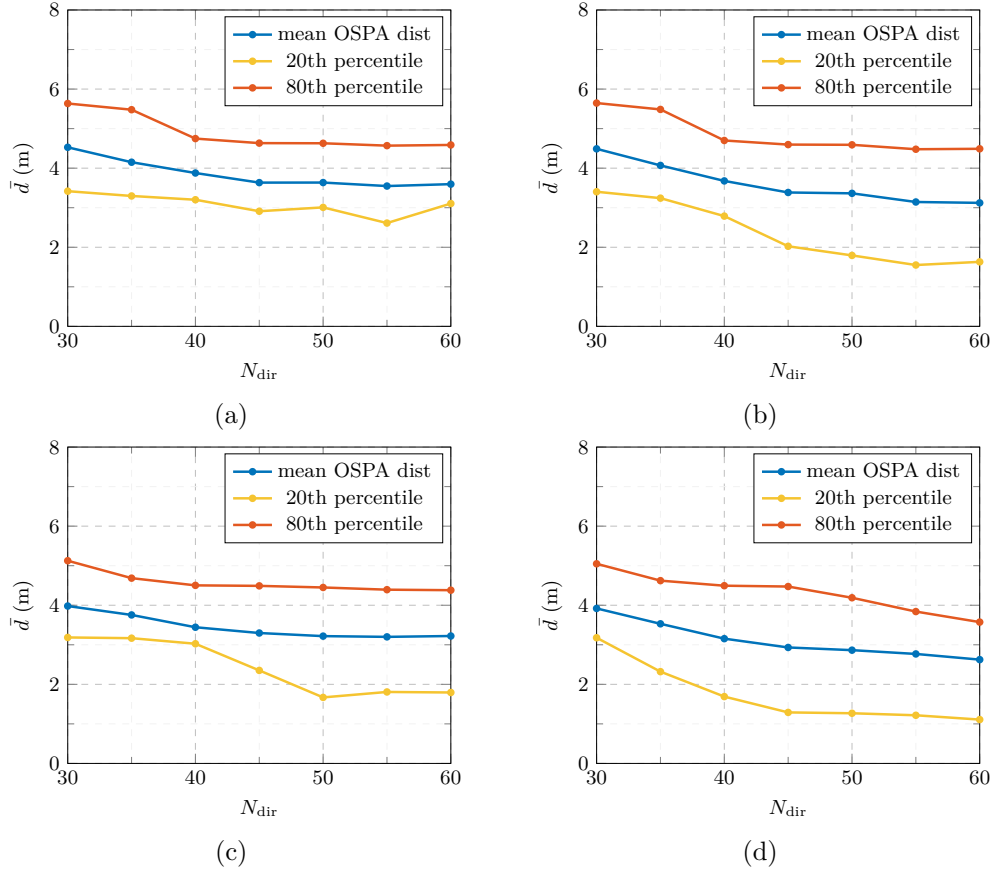 8
6
4
2
0
d̄ (m)
mean OSPA dist
20th percentile
80th percentile
30 40 50 60
N_dir
(a)
8
6
4
2
0
d̄ (m)
mean OSPA dist
20th percentile
80th percentile
30 40 50 60
N_dir
(b)
8
6
4
2
0
d̄ (m)
mean OSPA dist
20th percentile
80th percentile
30 40 50 60
N_dir
(c)
8
6
4
2
0
d̄ (m)
mean OSPA dist
20th percentile
80th percentile
30 40 50 60
N_dir
(d)